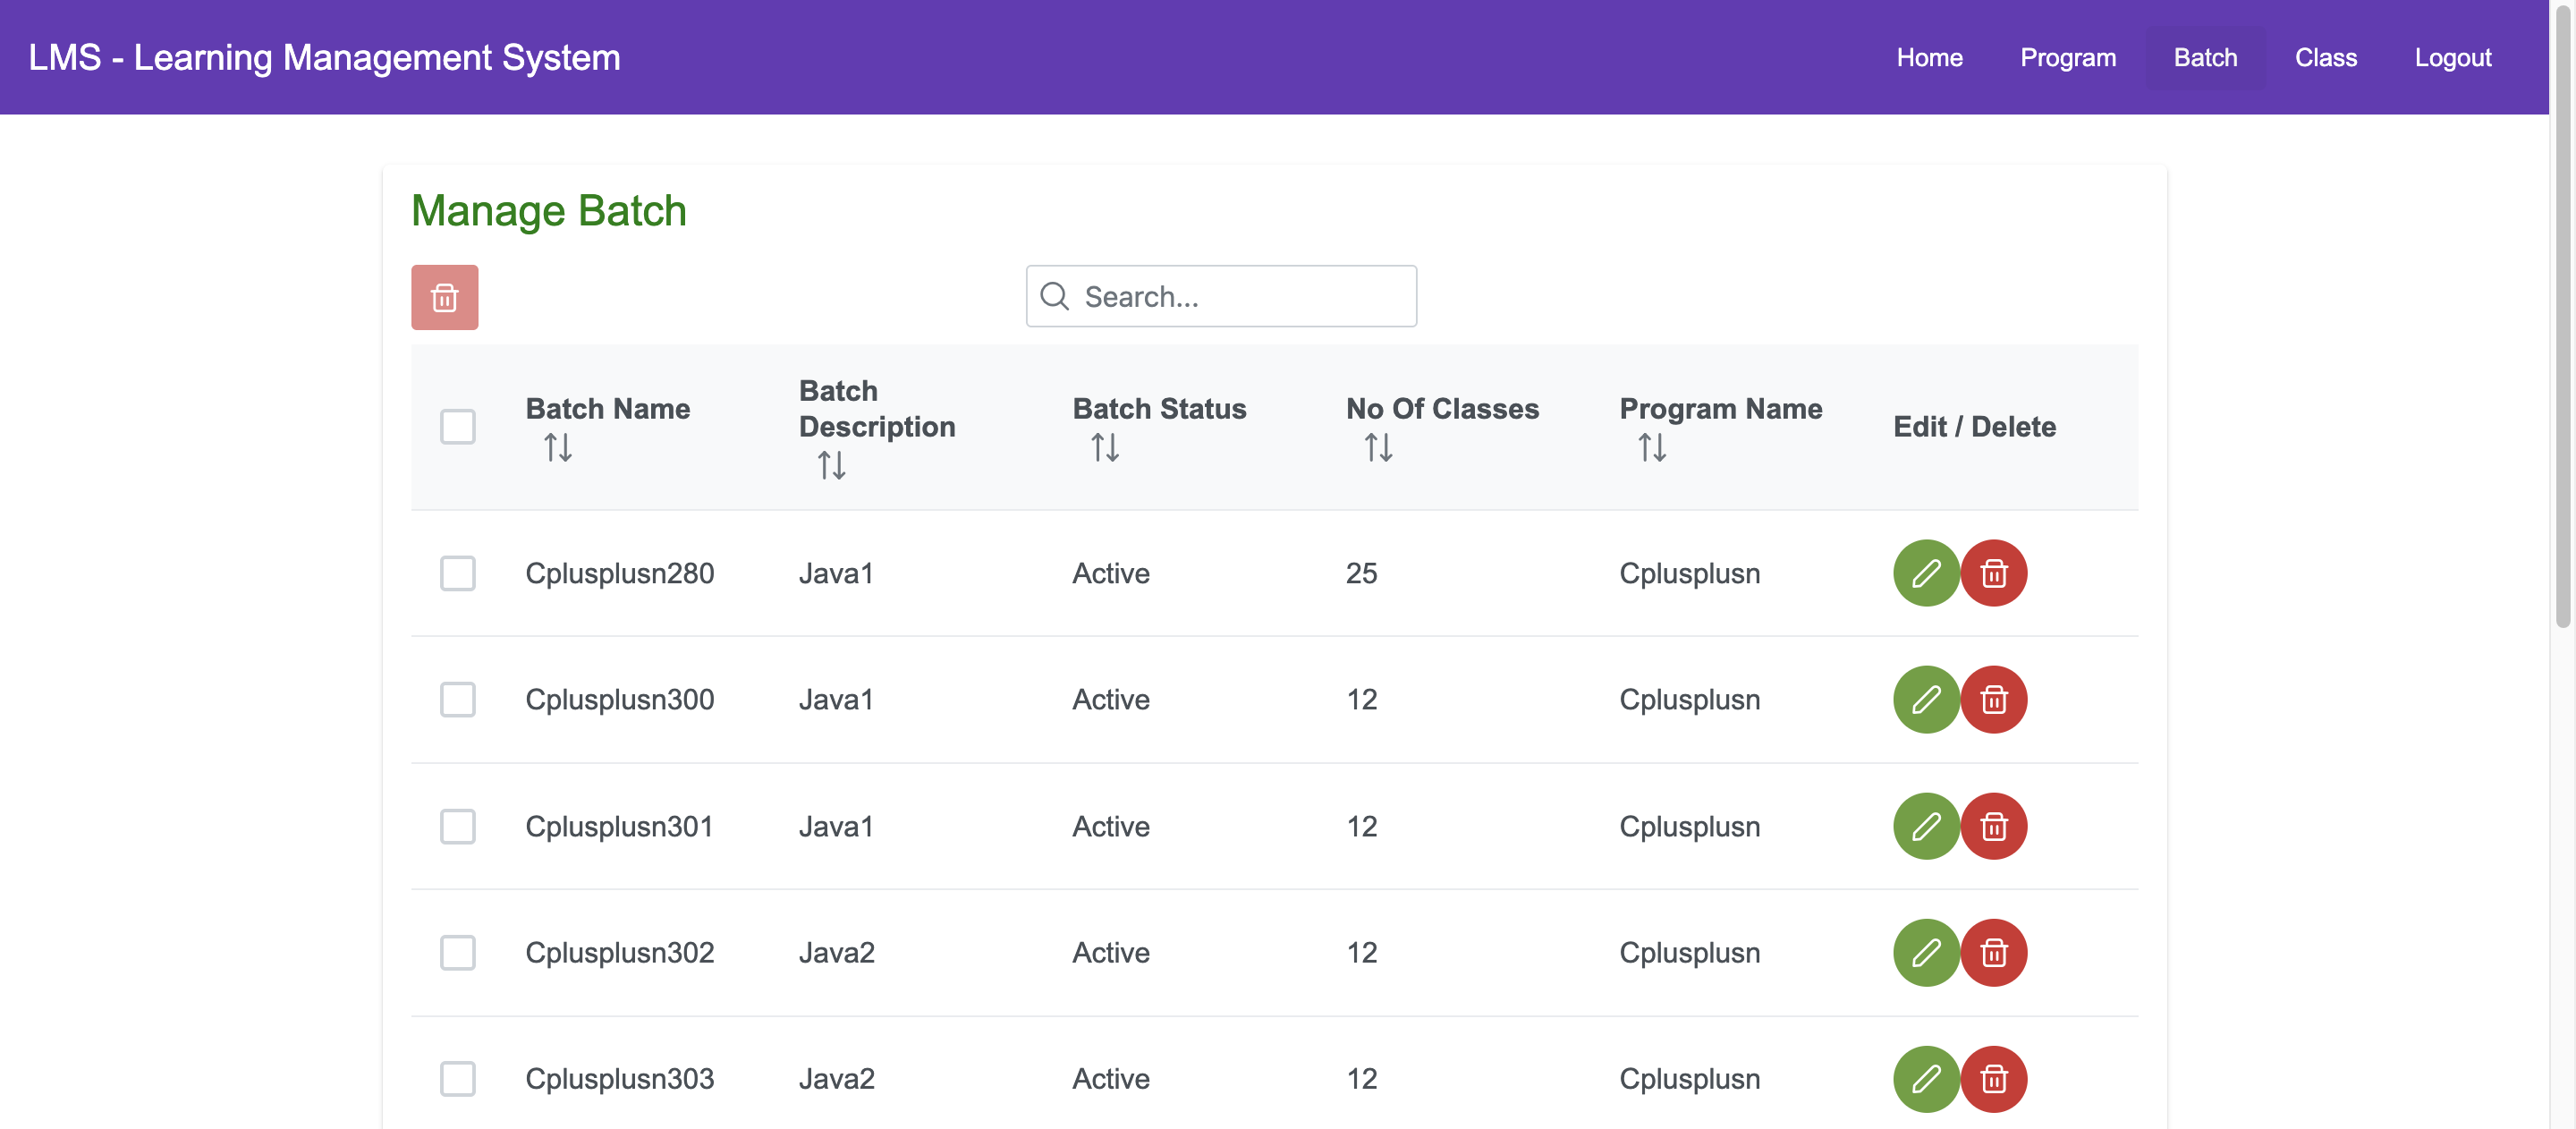 LMS - Learning Management System
Home Program Batch Class Logout
Manage Batch
Search...
Batch Name Batch Description Batch Status No Of Classes Program Name Edit / Delete
Cplusplusn280 Java1 Active 25 Cplusplusn
Cplusplusn300 Java1 Active 12 Cplusplusn
Cplusplusn301 Java1 Active 12 Cplusplusn
Cplusplusn302 Java2 Active 12 Cplusplusn
Cplusplusn303 Java2 Active 12 Cplusplusn